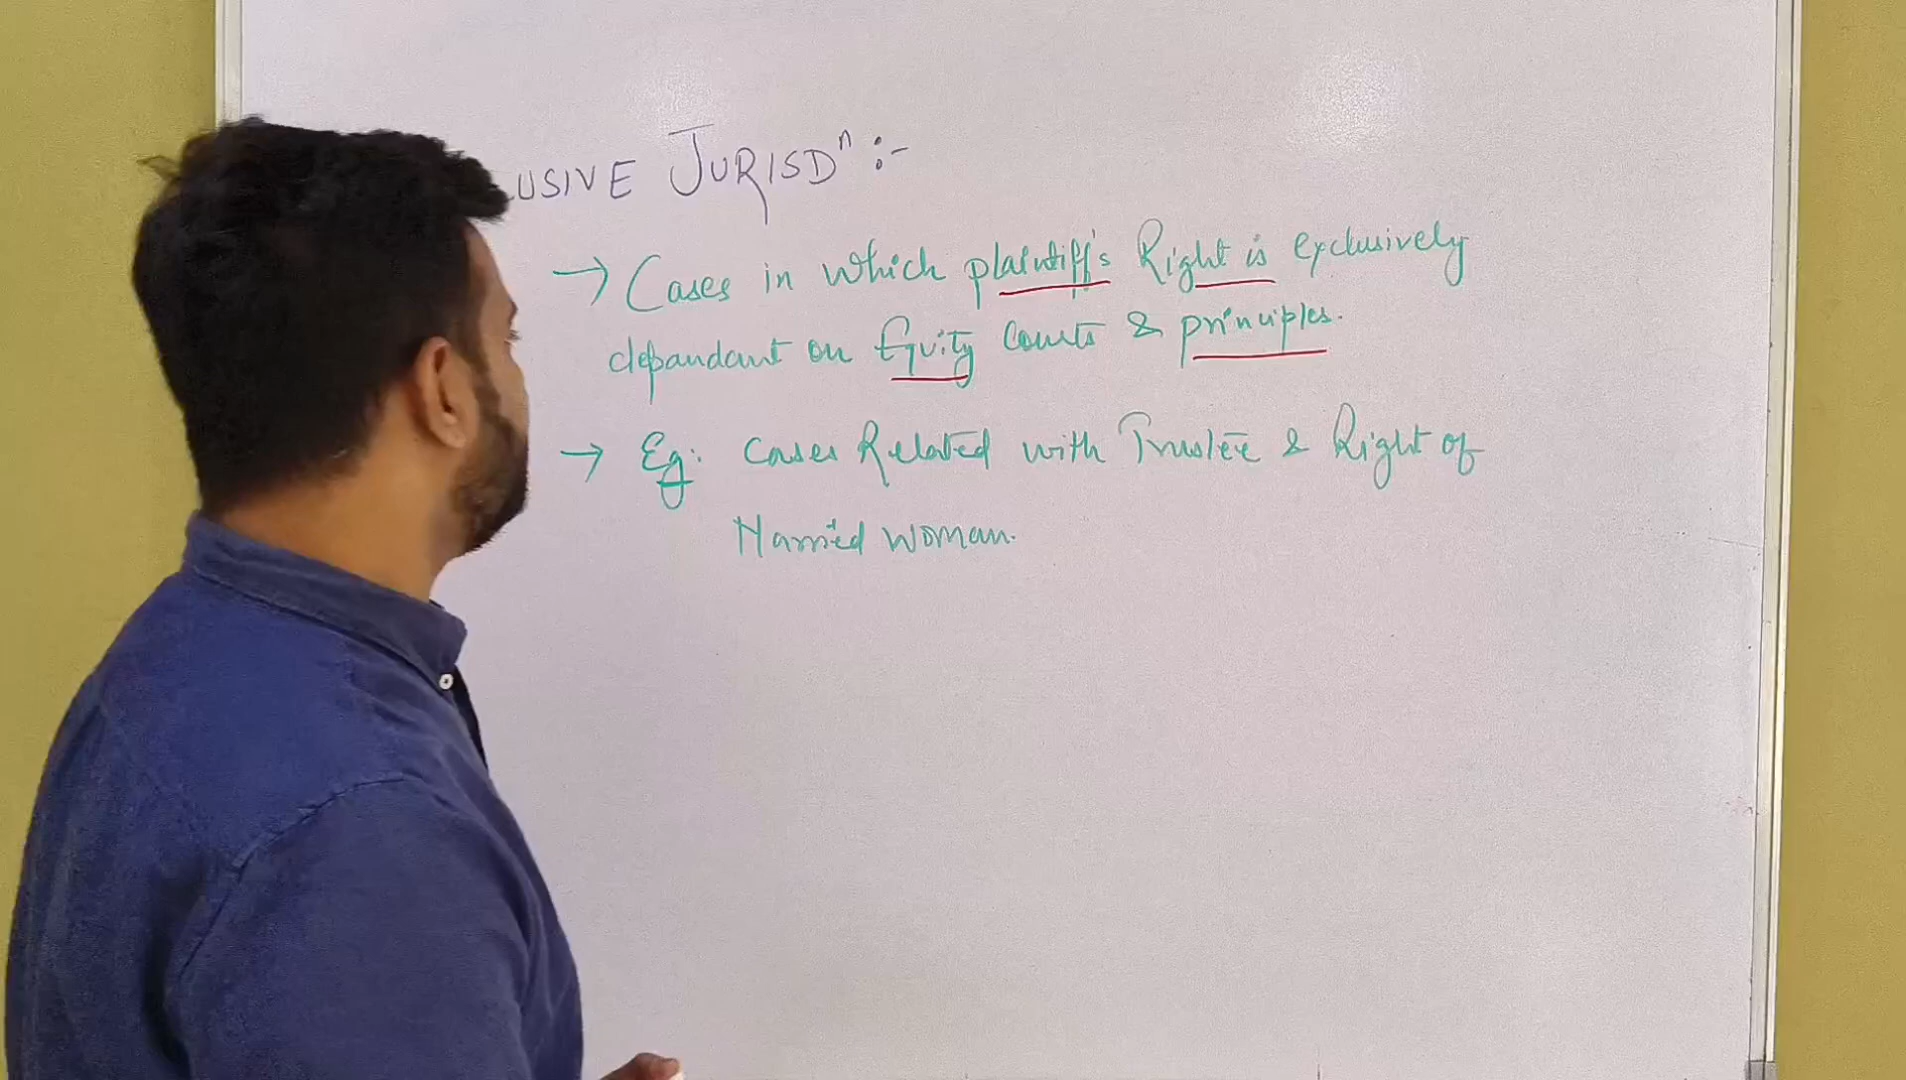 USIVE JURISDⁿ :-
→ Cases in which plaintiff's Right is exclusively
depandant on Equity Courts & principles.
→ Eg: Cases Related with Trustee & Right of
Married Woman.